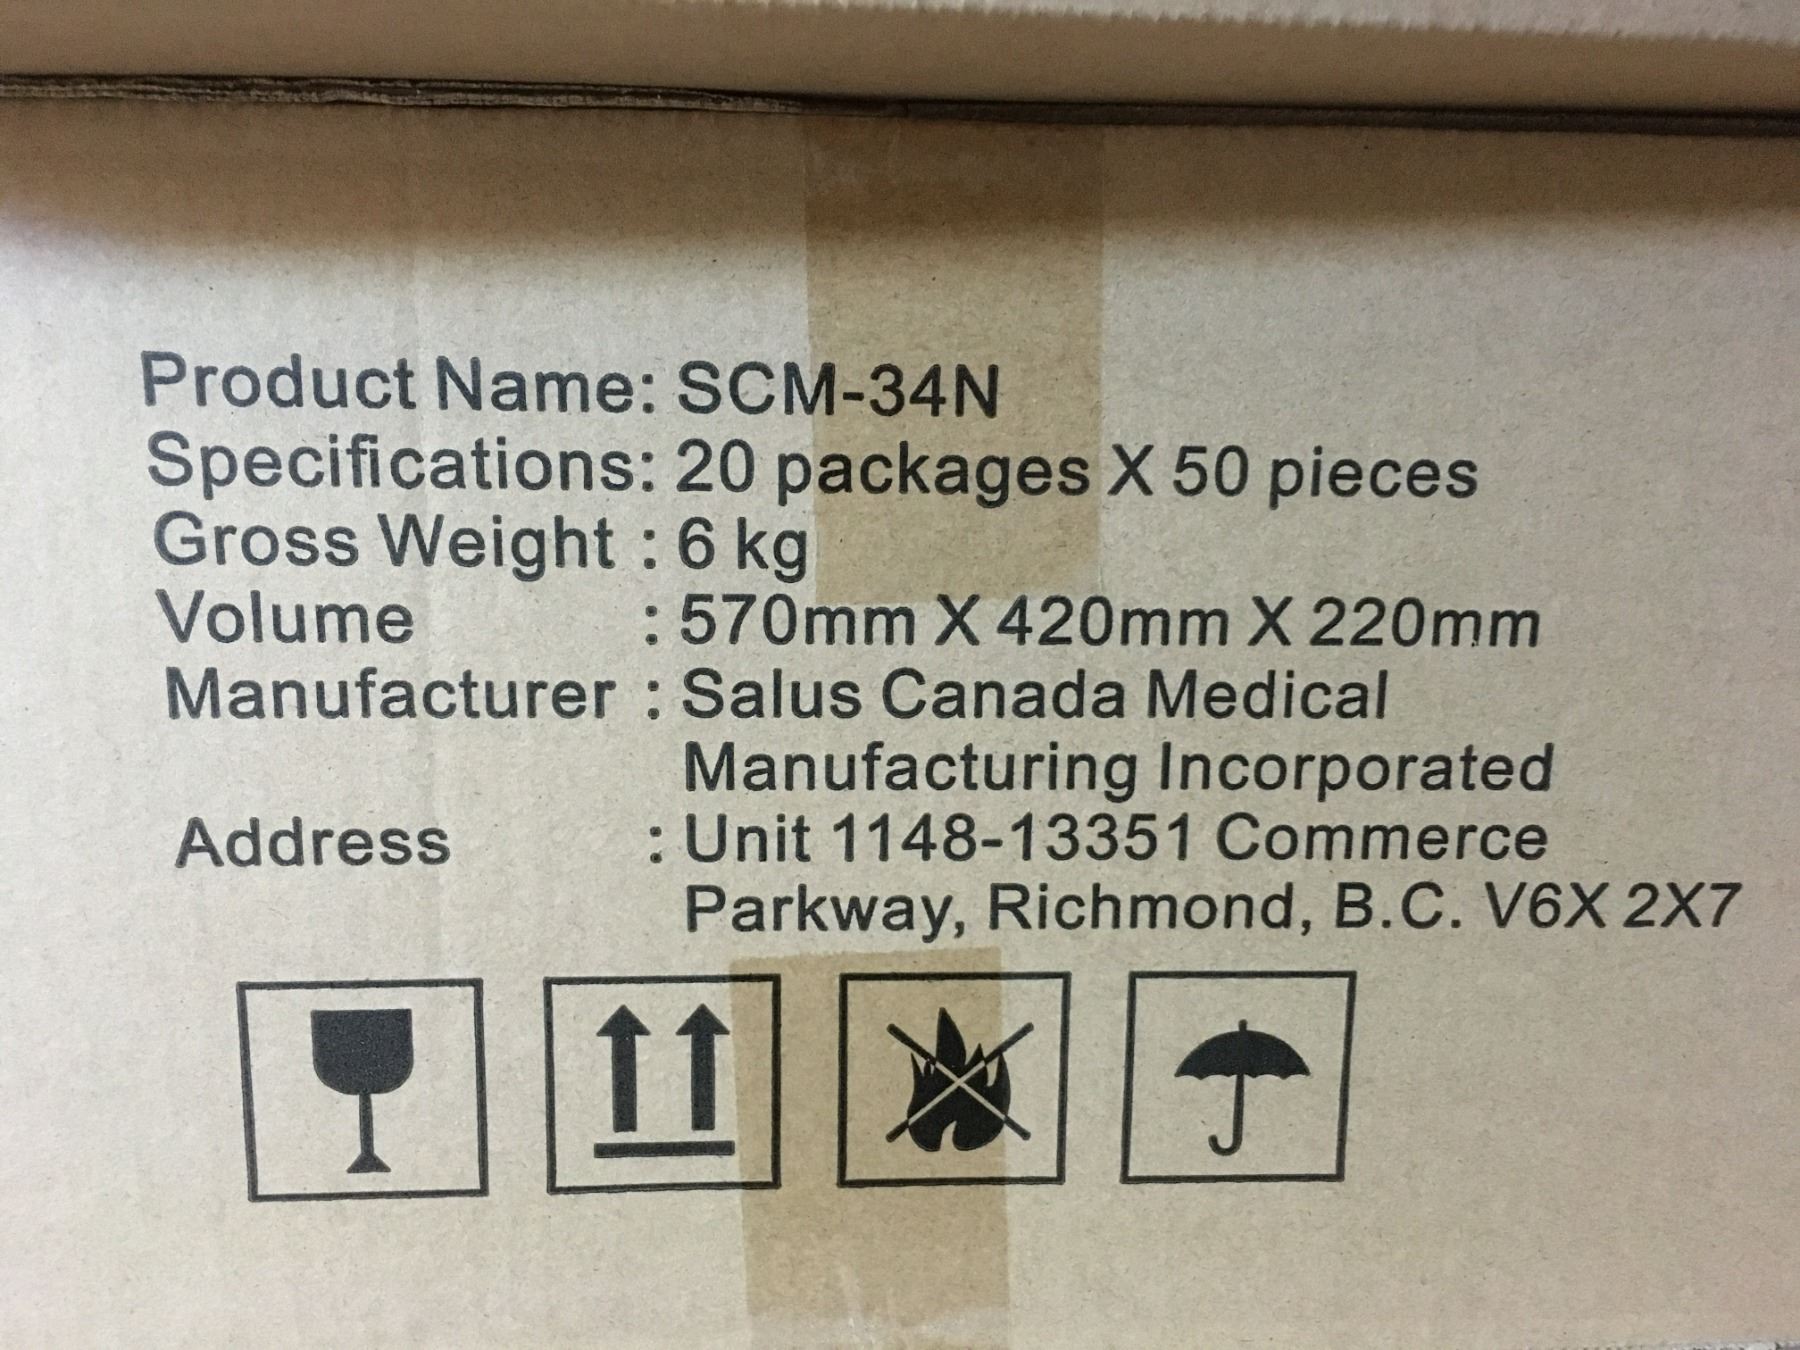 Product Name: SCM-34N
Specifications: 20 packages X 50 pieces
Gross Weight : 6 kg
Volume : 570mm X 420mm X 220mm
Manufacturer : Salus Canada Medical
Manufacturing Incorporated
Address : Unit 1148-13351 Commerce
Parkway, Richmond, B.C. V6X 2X7